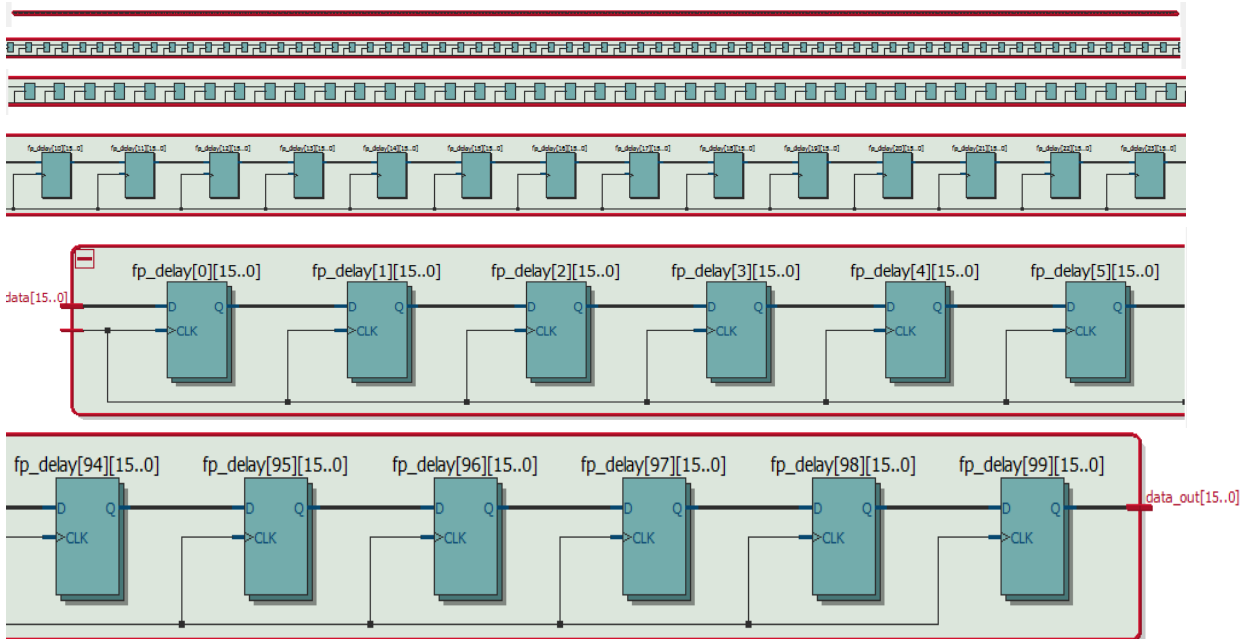 fp_delay[10][15..0] fp_delay[11][15..0] fp_delay[12][15..0] fp_delay[13][15..0] fp_delay[14][15..0] fp_delay[15][15..0] fp_delay[16][15..0] fp_delay[17][15..0] fp_delay[18][15..0] fp_delay[19][15..0] fp_delay[20][15..0] fp_delay[21][15..0] fp_delay[22][15..0] fp_delay[23][15..0]
fp_delay[0][15..0] fp_delay[1][15..0] fp_delay[2][15..0] fp_delay[3][15..0] fp_delay[4][15..0] fp_delay[5][15..0]
data[15..0]
D Q D Q D Q D Q D Q D Q
CLK CLK CLK CLK CLK CLK
fp_delay[94][15..0] fp_delay[95][15..0] fp_delay[96][15..0] fp_delay[97][15..0] fp_delay[98][15..0] fp_delay[99][15..0]
data_out[15..0]
D Q D Q D Q D Q D Q D Q
CLK CLK CLK CLK CLK CLK